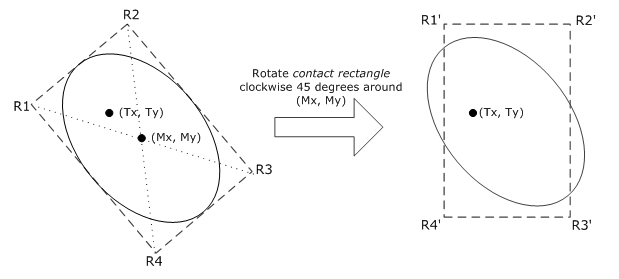 R2
R1
(Tx, Ty)
(Mx, My)
R3
R4
Rotate contact rectangle
clockwise 45 degrees around
(Mx, My)
R1'
R2'
(Tx, Ty)
R4'
R3'